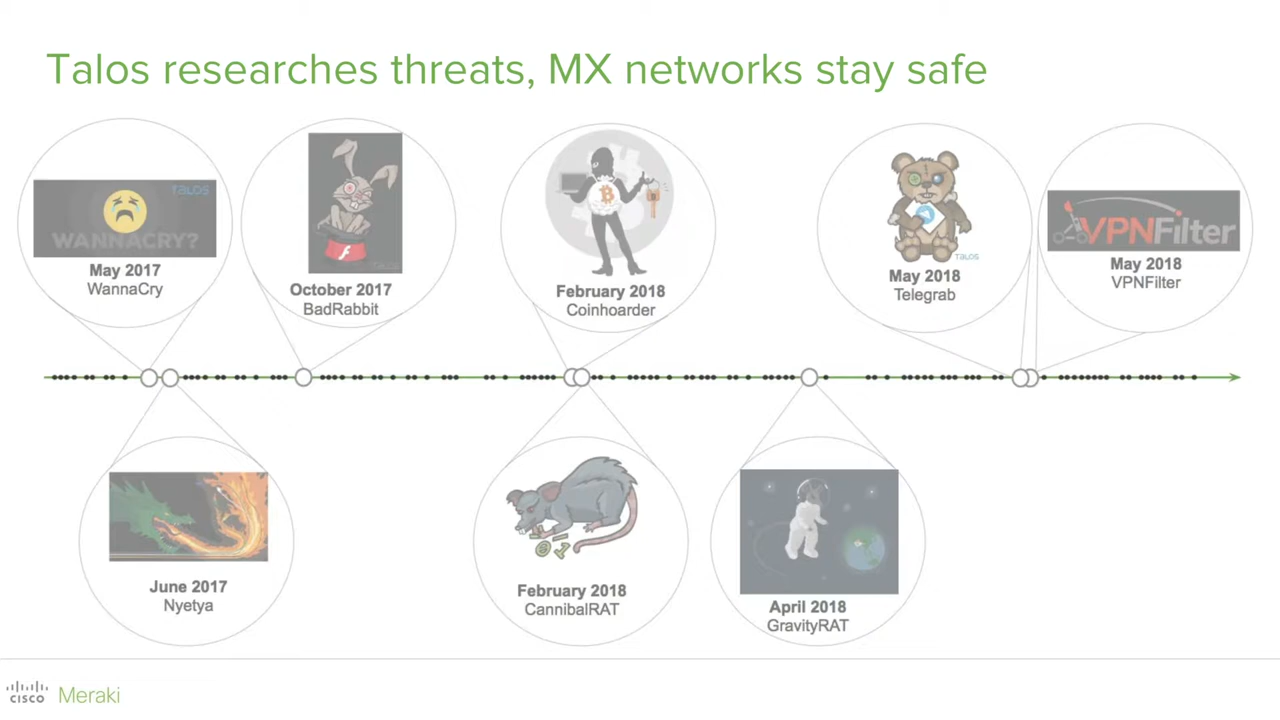 Talos researches threats, MX networks stay safe
TALOS
WANNACRY?
May 2017
WannaCry
October 2017
BadRabbit
February 2018
Coinhoarder
TALOS
May 2018
Telegrab
VPNFilter
May 2018
VPNFilter
June 2017
Nyetya
February 2018
CannibalRAT
April 2018
GravityRAT
CISCO Meraki